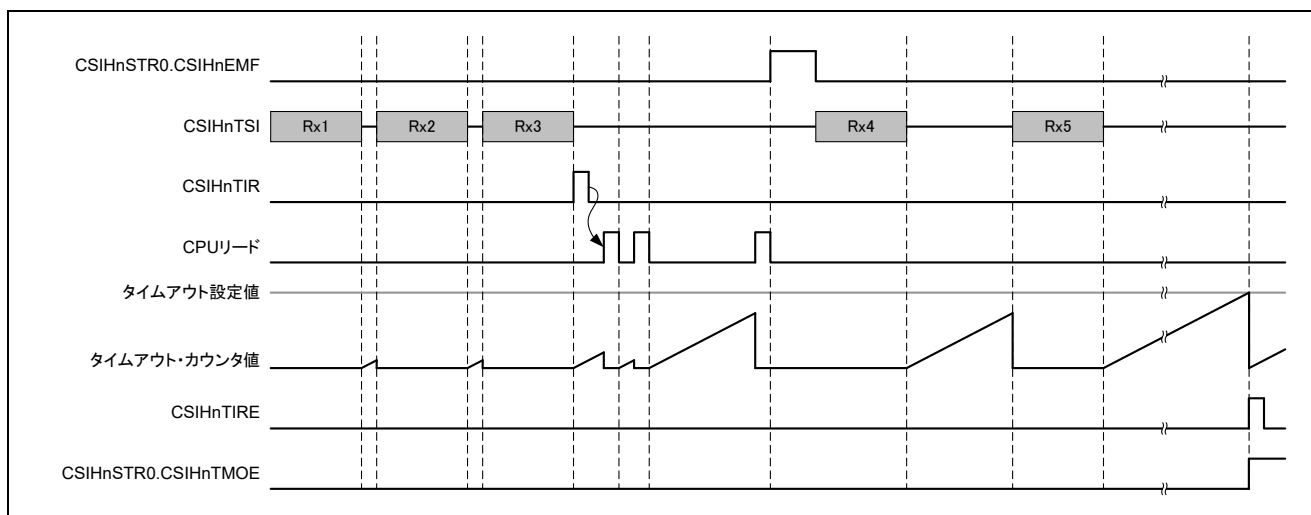 CSIHnSTR0.CSIHnEMF
CSIHnTSI
Rx1
Rx2
Rx3
Rx4
Rx5
CSIHnTIR
CPUリード
タイムアウト設定値
タイムアウト・カウンタ値
CSIHnTIRE
CSIHnSTR0.CSIHnTMOE